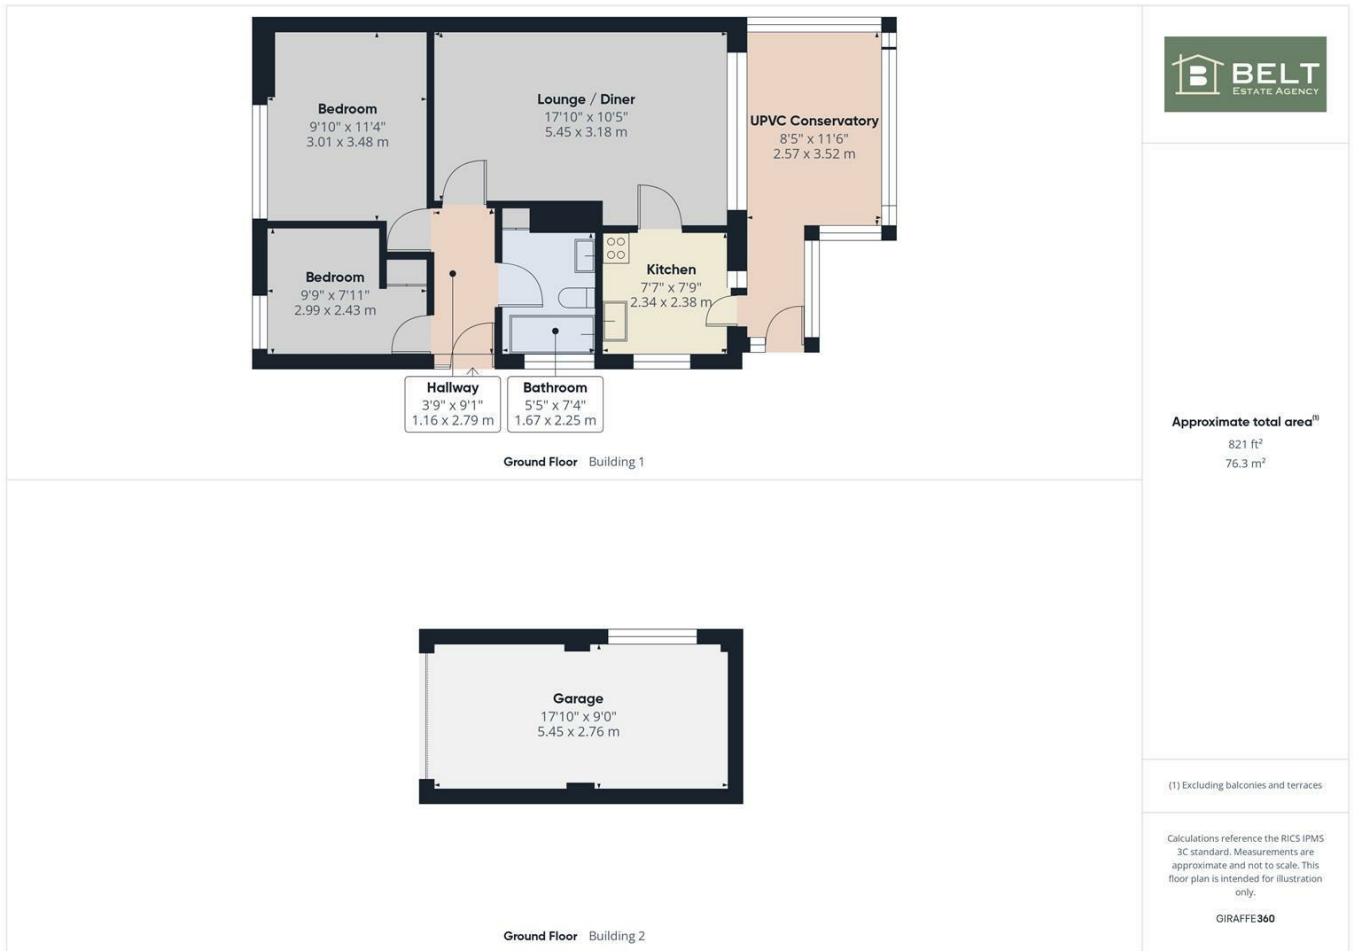 Bedroom
9'10" x 11'4"
3.01 x 3.48 m
Lounge / Diner
17'10" x 10'5"
5.45 x 3.18 m
UPVC Conservatory
8'5" x 11'6"
2.57 x 3.52 m
Bedroom
9'9" x 7'11"
2.99 x 2.43 m
Kitchen
7'7" x 7'9"
2.34 x 2.38 m
Hallway
3'9" x 9'1"
1.16 x 2.79 m
Bathroom
5'5" x 7'4"
1.67 x 2.25 m
Ground Floor Building 1
Garage
17'10" x 9'0"
5.45 x 2.76 m
Ground Floor Building 2
B BELT
ESTATE AGENCY
Approximate total area⁽¹⁾
821 ft²
76.3 m²
(1) Excluding balconies and terraces
Calculations reference the RICS IPMS
3C standard. Measurements are
approximate and not to scale. This
floor plan is intended for illustration
only.
GIRAFFE360